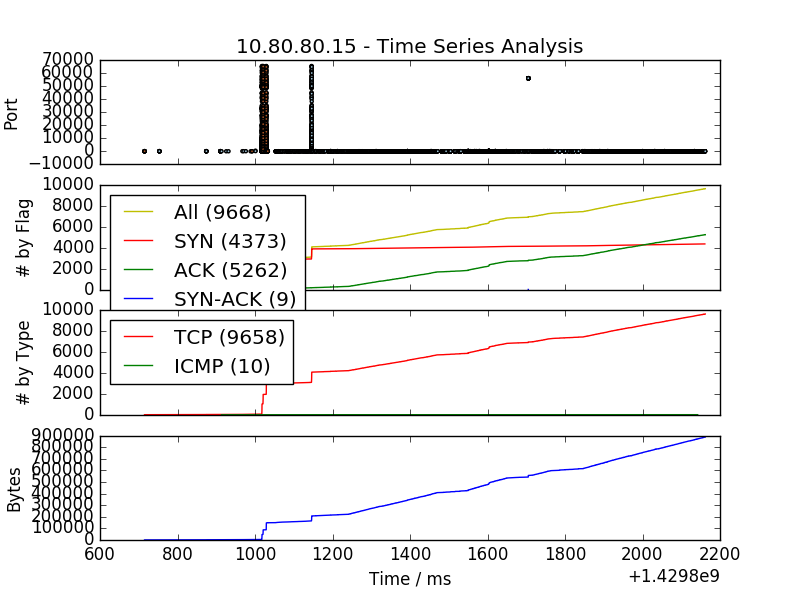 10.80.80.15 - Time Series Analysis
Port
70000
60000
50000
40000
30000
20000
10000
0
−10000
# by Flag
10000
8000
6000
4000
2000
0
All (9668)
SYN (4373)
ACK (5262)
SYN-ACK (9)
# by Type
10000
8000
6000
4000
2000
0
TCP (9658)
ICMP (10)
Bytes
900000
800000
700000
600000
500000
400000
300000
200000
100000
0
600 800 1000 1200 1400 1600 1800 2000 2200
Time / ms
+1.4298e9